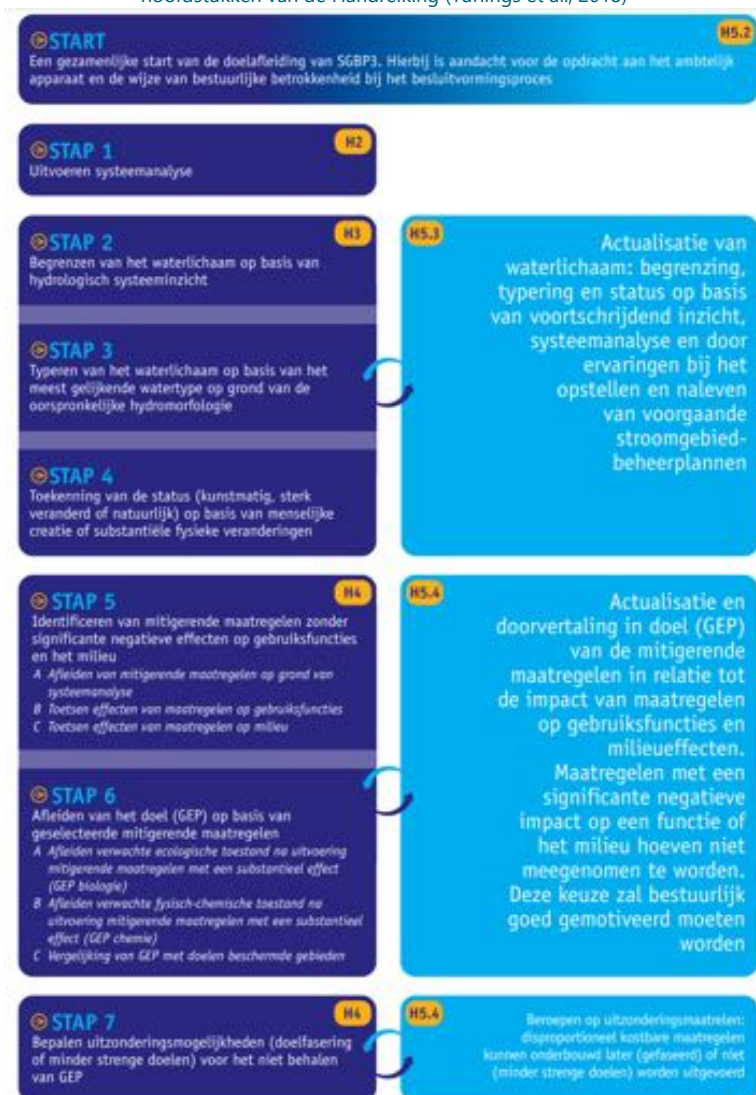 hoofdstukken van de Handreiking
START
H5.2
Een gezamenlijke start van de doelafleiding van SGBP3. Hierbij is aandacht voor de opdracht aan het ambtelijk
apparaat en de wijze van bestuurlijke betrokkenheid bij het besluitvormingsproces
STAP 1
H2
Uitvoeren systeemanalyse
STAP 2
H3
Begrenzen van het waterlichaam op basis van
hydrologisch systeeminzicht
STAP 3
Typeren van het waterlichaam op basis van het
meest gelijkende watertype op grond van de
oorspronkelijke hydromorfologie
STAP 4
Toekenning van de status (kunstmatig, sterk
veranderd of natuurlijk) op basis van menselijke
creatie of substantiële fysieke veranderingen
H5.3
Actualisatie van
waterlichaam: begrenzing,
typering en status op basis
van voortschrijdend inzicht,
systeemanalyse en door
ervaringen bij het
opstellen en naleven
van voorgaande
stroomgebied-
beheerplannen
STAP 5
H4
Identificeren van mitigerende maatregelen zonder
significante negatieve effecten op gebruiksfuncties
en het milieu
A Afleiden van mitigerende maatregelen op grond van
systeemanalyse
B Toetsen effecten van maatregelen op gebruiksfuncties
C Toetsen effecten van maatregelen op milieu
STAP 6
Afleiden van het doel (GEP) op basis van
geselecteerde mitigerende maatregelen
A Afleiden verwachte ecologische toestand na uitvoering
mitigerende maatregelen met een substantieel effect
(GEP biologie)
B Afleiden verwachte fysisch-chemische toestand na
uitvoering mitigerende maatregelen met een substantieel
effect (GEP chemie)
C Vergelijking van GEP met doelen beschermde gebieden
H5.4
Actualisatie en
doorvertaling in doel (GEP)
van de mitigerende
maatregelen in relatie tot
de impact van maatregelen
op gebruiksfuncties en
milieueffecten.
Maatregelen met een
significante negatieve
impact op een functie of
het milieu hoeven niet
meegenomen te worden.
Deze keuze zal bestuurlijk
goed gemotiveerd moeten
worden
STAP 7
H4
Bepalen uitzonderingsmogelijkheden (doelfasering
of minder strenge doelen) voor het niet behalen
van GEP
H5.4
Beroepen op uitzonderingsmaatrelen:
disproportioneel kostbare maatregelen
kunnen onderbouwd later (gefaseerd) of niet
(minder strenge doelen) worden uitgevoerd